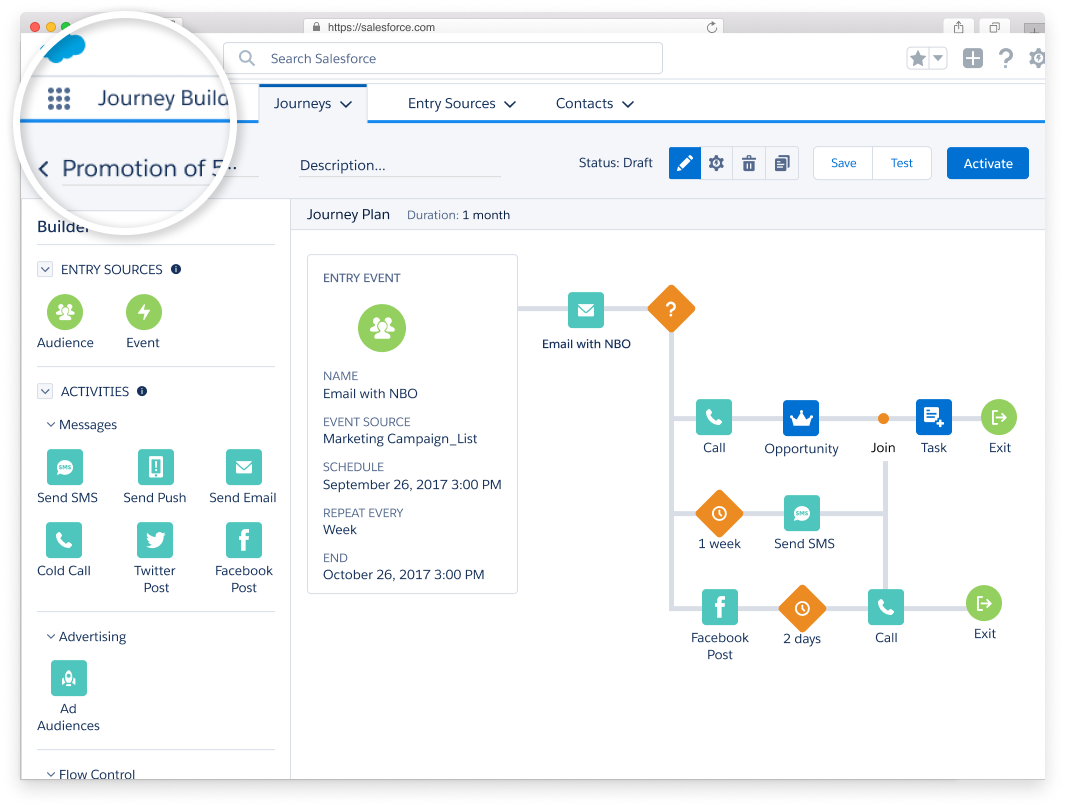 https://salesforce.com
Search Salesforce
Journey Build
Journeys
Entry Sources
Contacts
Promotion of
Description...
Status: Draft
Save
Test
Activate
Builder
Journey Plan
Duration: 1 month
ENTRY SOURCES
Audience
Event
ACTIVITIES
Messages
Send SMS
Send Push
Send Email
Cold Call
Twitter
Post
Facebook
Post
Advertising
Ad
Audiences
Flow Control
ENTRY EVENT
NAME
Email with NBO
EVENT SOURCE
Marketing Campaign_List
SCHEDULE
September 26, 2017 3:00 PM
REPEAT EVERY
Week
END
October 26, 2017 3:00 PM
Email with NBO
?
Call
Opportunity
Join
Task
Exit
1 week
SMS
Send SMS
Facebook
Post
2 days
Call
Exit